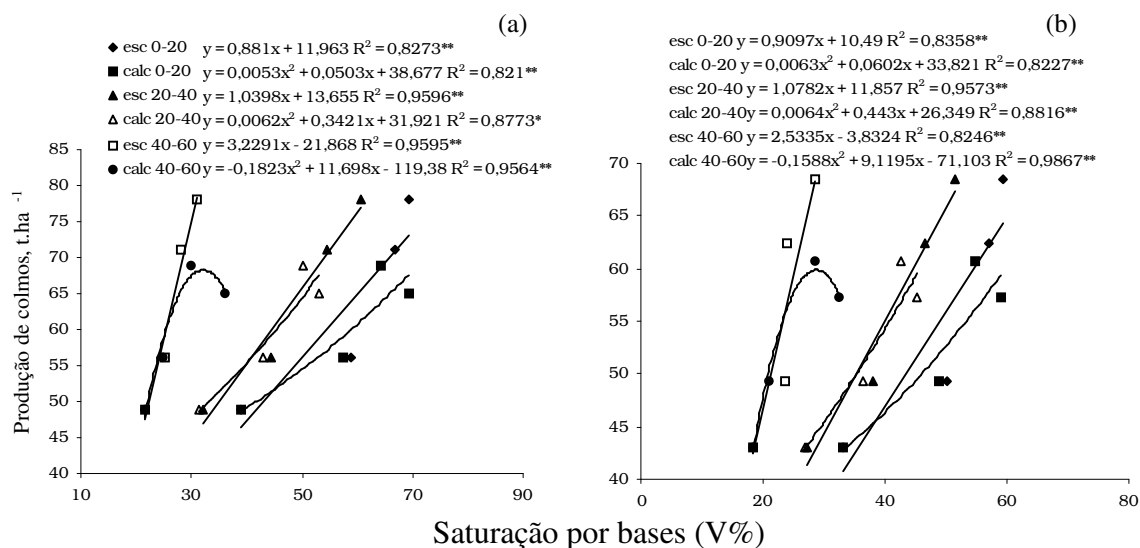 (a)
esc 0-20 y = 0,881x + 11,963 R² = 0,8273**
calc 0-20 y = 0,0053x² + 0,0503x + 38,677 R² = 0,821**
esc 20-40 y = 1,0398x + 13,655 R² = 0,9596**
calc 20-40 y = 0,0062x² + 0,3421x + 31,921 R² = 0,8773*
esc 40-60 y = 3,2291x - 21,868 R² = 0,9595**
calc 40-60 y = -0,1823x² + 11,698x - 119,38 R² = 0,9564**
Produção de colmos, t.ha ⁻¹
85
80
75
70
65
60
55
50
45
40
10
30
50
70
90
(b)
esc 0-20 y = 0,9097x + 10,49 R² = 0,8358**
calc 0-20 y = 0,0063x² + 0,0602x + 33,821 R² = 0,8227**
esc 20-40 y = 1,0782x + 11,857 R² = 0,9573**
calc 20-40 y = 0,0064x² + 0,443x + 26,349 R² = 0,8816**
esc 40-60 y = 2,5335x - 3,8324 R² = 0,8246**
calc 40-60 y = -0,1588x² + 9,1195x - 71,103 R² = 0,9867**
70
65
60
55
50
45
40
0
20
40
60
80
Saturação por bases (V%)